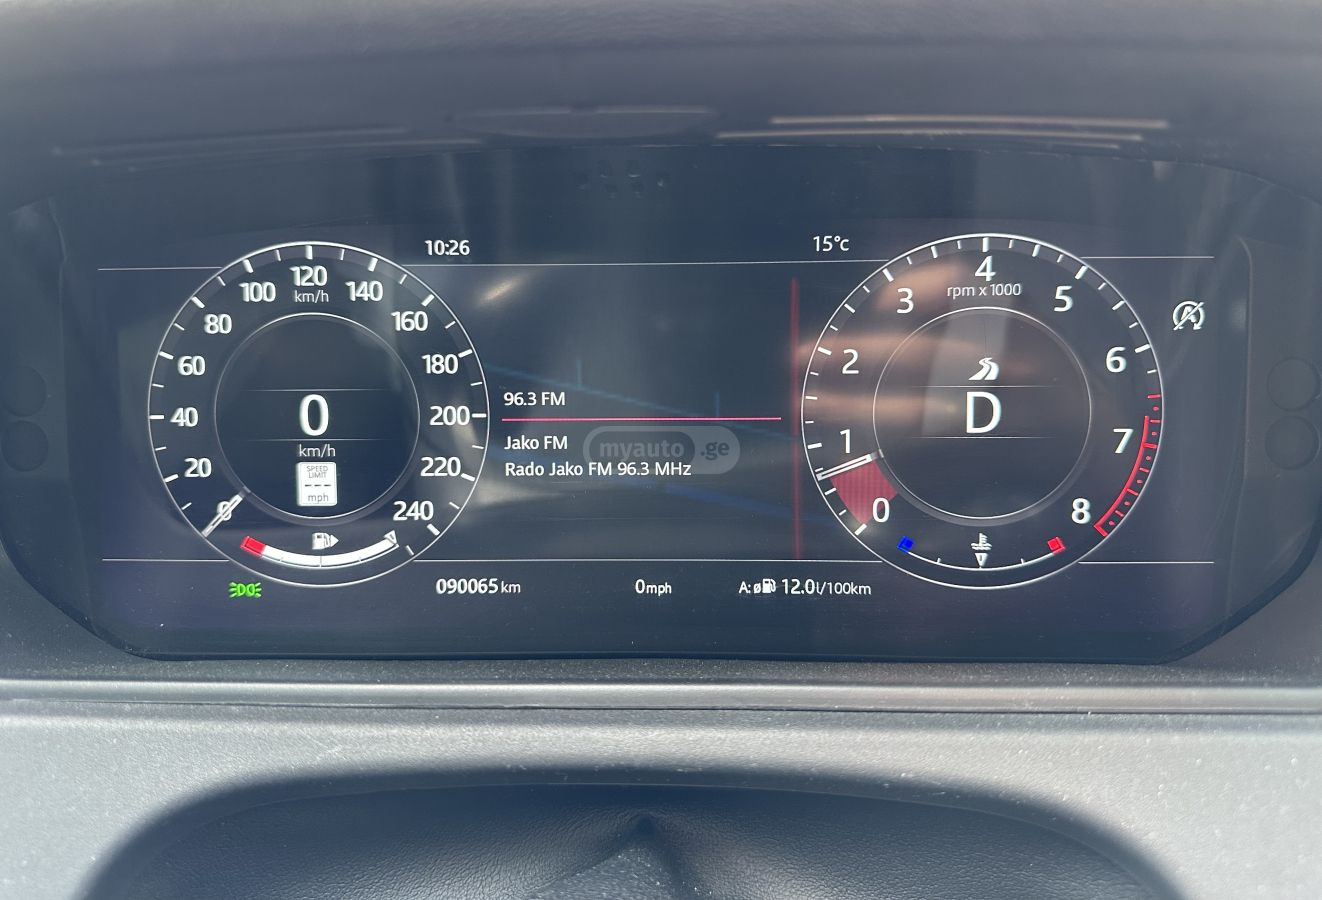 10:26
15°c
0
20
40
60
80
100
120
km/h
140
160
180
200
220
240
0
km/h
SPEED
LIMIT
---
mph
96.3 FM
Jako FM
Rado Jako FM 96.3 MHz
myauto.ge
0
1
2
3
4
rpm x 1000
5
6
7
8
D
A
090065 km
0mph
A: ø 12.0l/100km